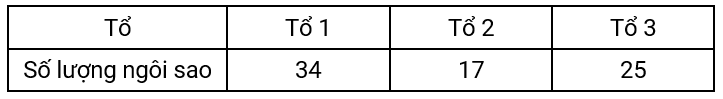 Tổ Tổ 1 Tổ 2 Tổ 3
Số lượng ngôi sao 34 17 25